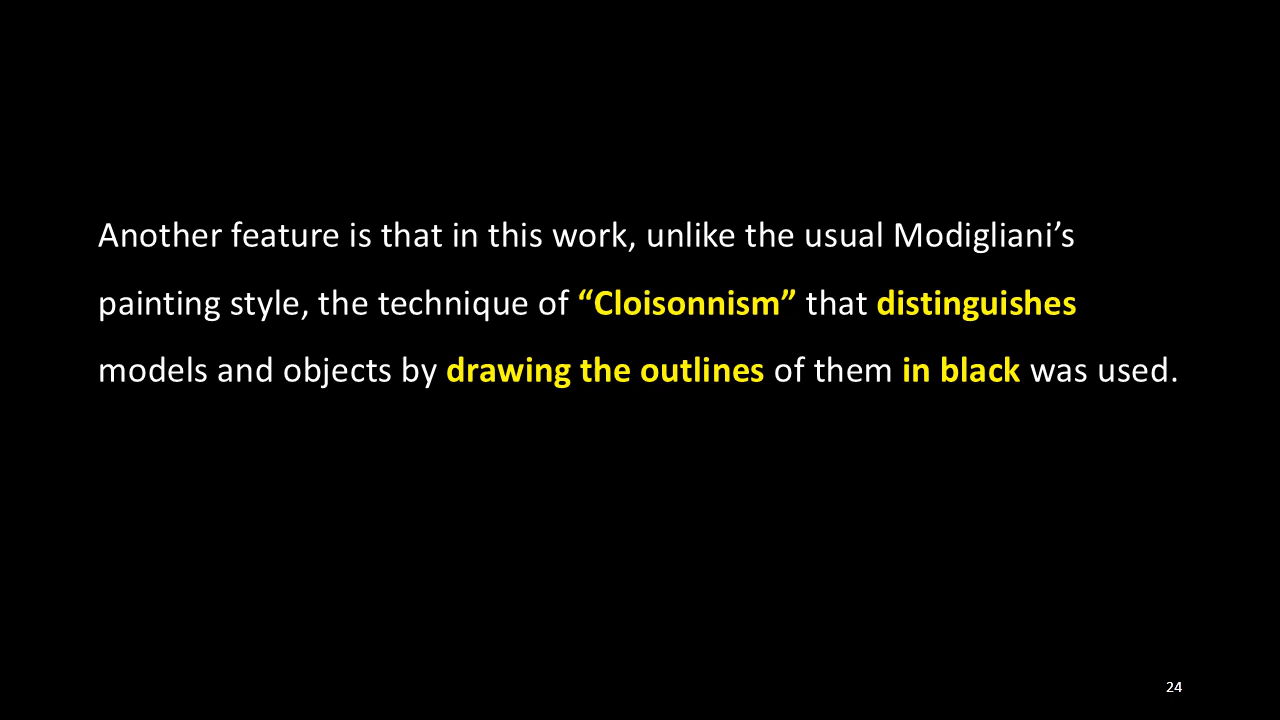 Another feature is that in this work, unlike the usual Modigliani’s
painting style, the technique of “Cloisonnism” that distinguishes
models and objects by drawing the outlines of them in black was used.
24